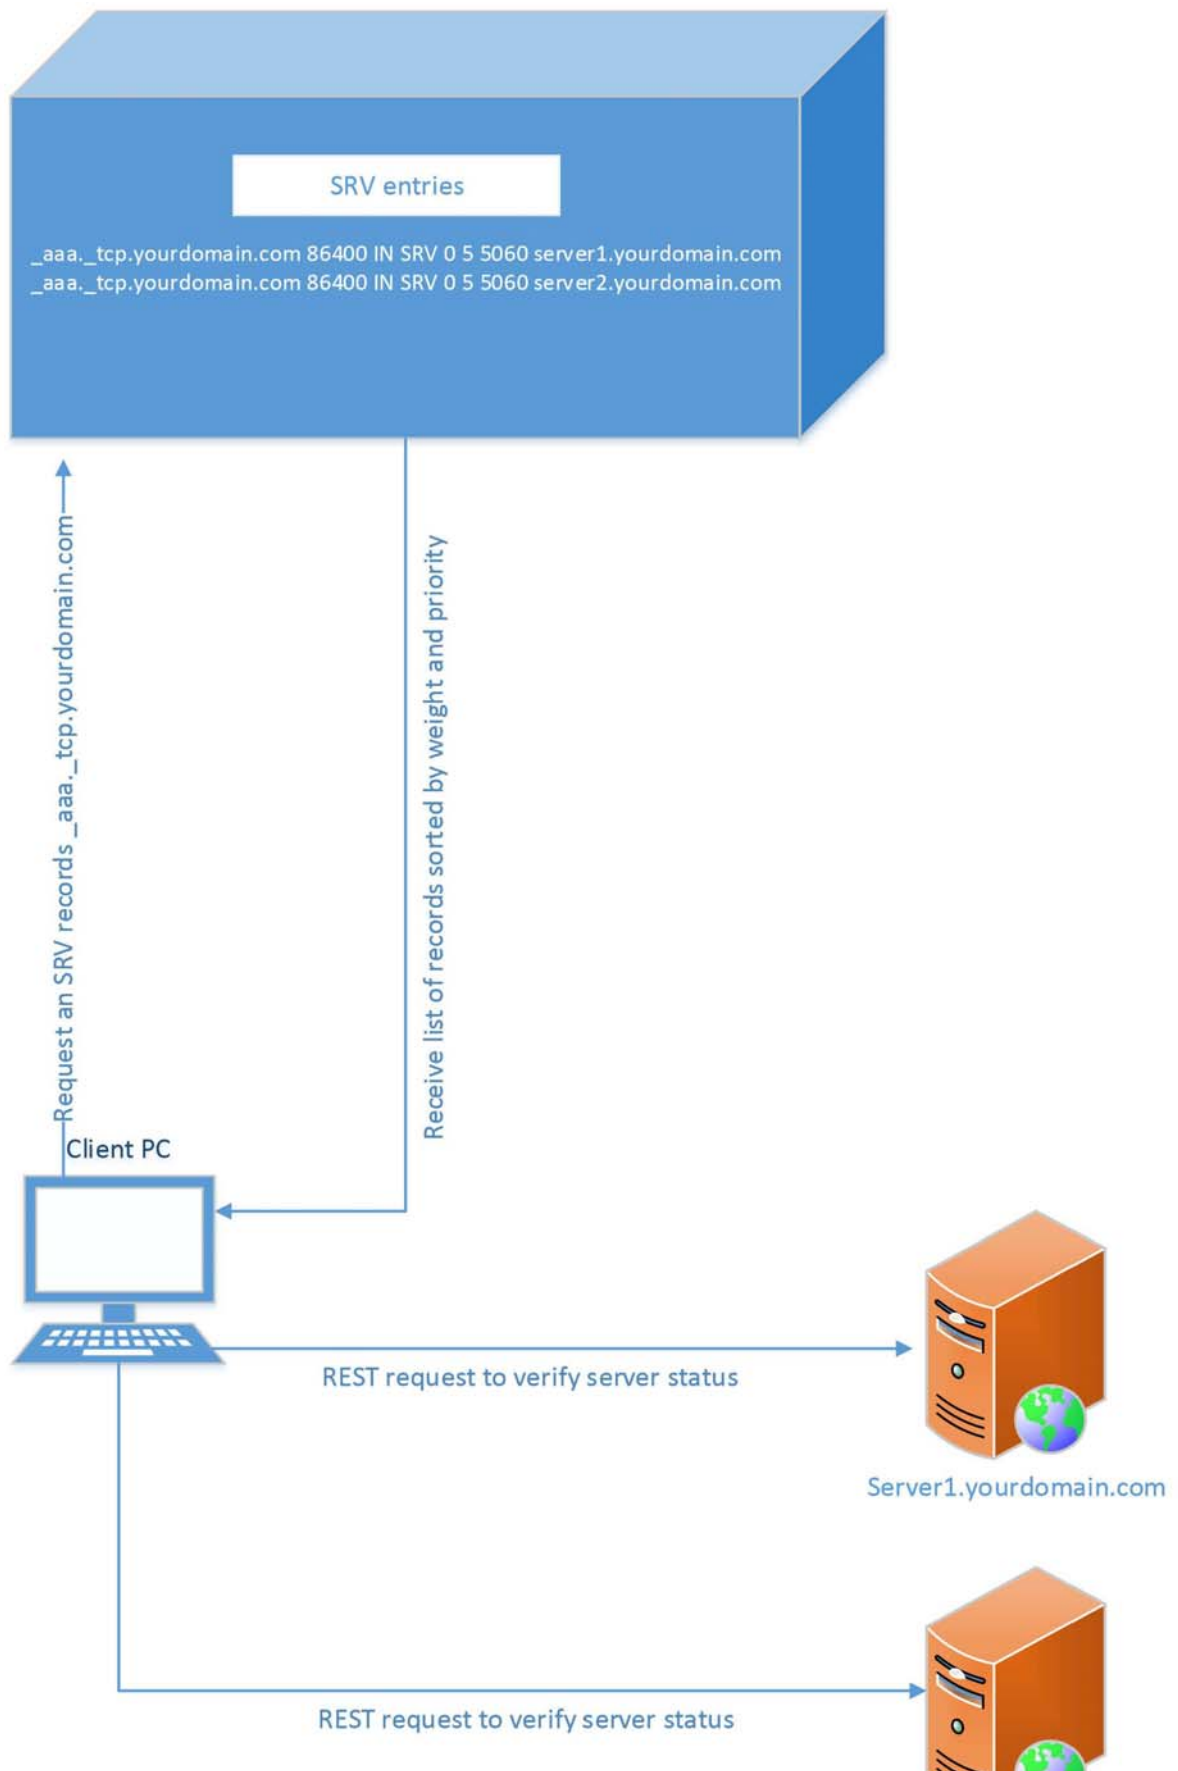 SRV entries
_aaa._tcp.yourdomain.com 86400 IN SRV 0 5 5060 server1.yourdomain.com
_aaa._tcp.yourdomain.com 86400 IN SRV 0 5 5060 server2.yourdomain.com
Request an SRV records _aaa._tcp.yourdomain.com
Receive list of records sorted by weight and priority
Client PC
REST request to verify server status
Server1.yourdomain.com
REST request to verify server status